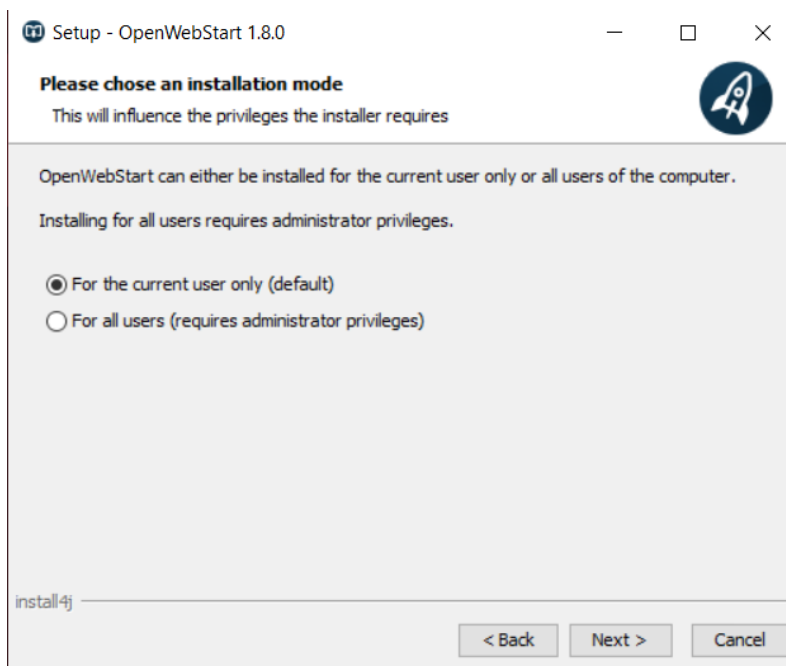 Setup - OpenWebStart 1.8.0
Please chose an installation mode
This will influence the privileges the installer requires
OpenWebStart can either be installed for the current user only or all users of the computer.
Installing for all users requires administrator privileges.
For the current user only (default)
For all users (requires administrator privileges)
install4j
< Back
Next >
Cancel